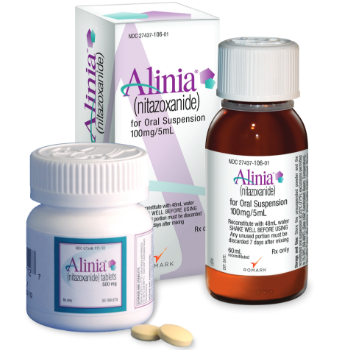 NDC 27437-106-01
Alinia
(nitazoxanide)
for Oral Suspension
100mg/5mL
Rx only
NDC 27437-106-01
Alinia
(nitazoxanide)
for Oral Suspension
100mg/5mL
Reconstitute with 48mL water
SHAKE WELL BEFORE USING
Any unused portion must be
discarded 7 days after mixing
60mL
reconstituted
Rx only
ROMARK
Alinia
(nitazoxanide) tablets
500 mg